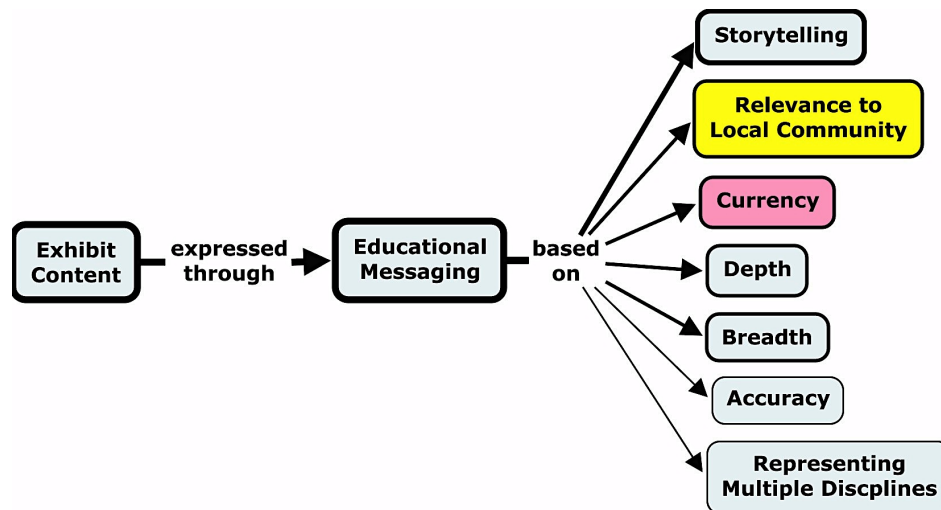 Storytelling
Relevance to
Local Community
Currency
Exhibit
Content
expressed
through
Educational
Messaging
based
on
Depth
Breadth
Accuracy
Representing
Multiple Discplines